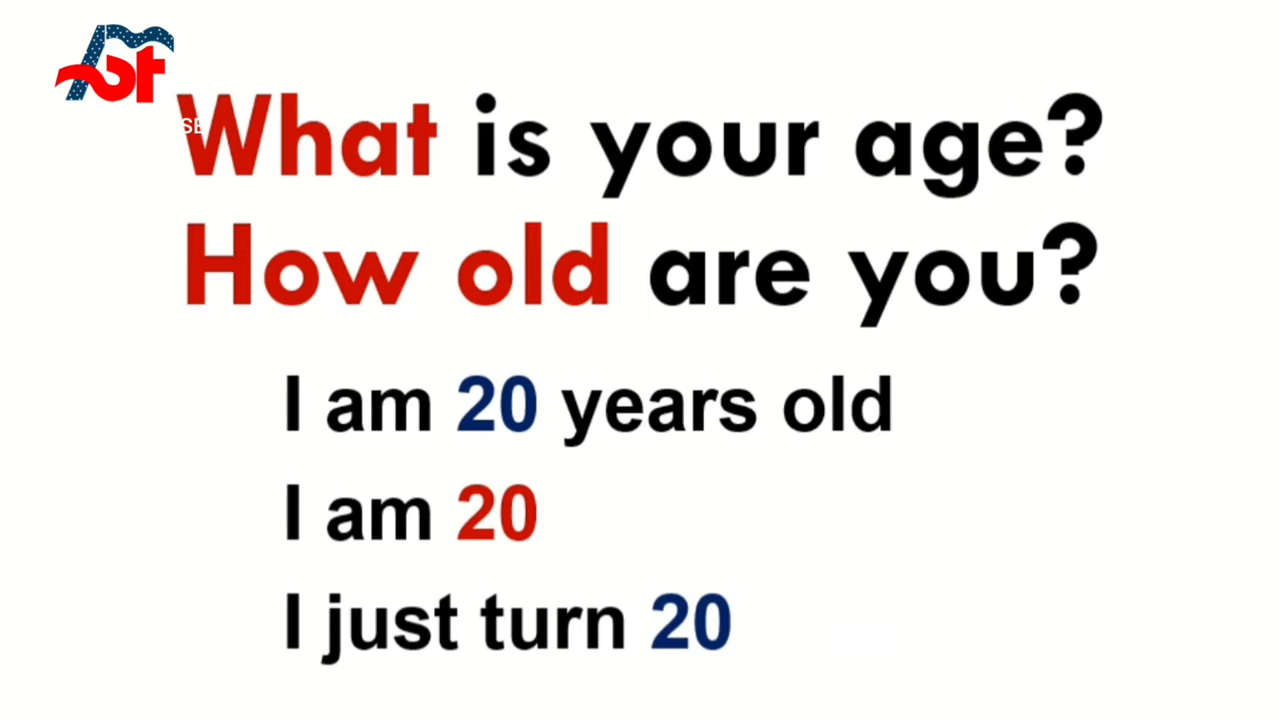 What is your age?
How old are you?
I am 20 years old
I am 20
I just turn 20